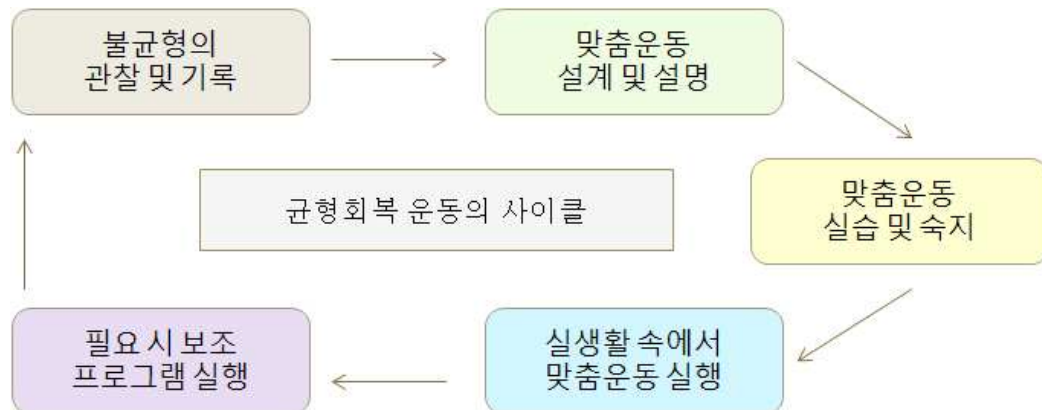 불균형의
관찰 및 기록
맞춤운동
설계 및 설명
맞춤운동
실습 및 숙지
균형회복 운동의 사이클
실생활 속에서
맞춤운동 실행
필요 시 보조
프로그램 실행